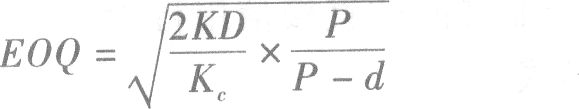 EOQ = √(2KD/K_c × P/(P − d))